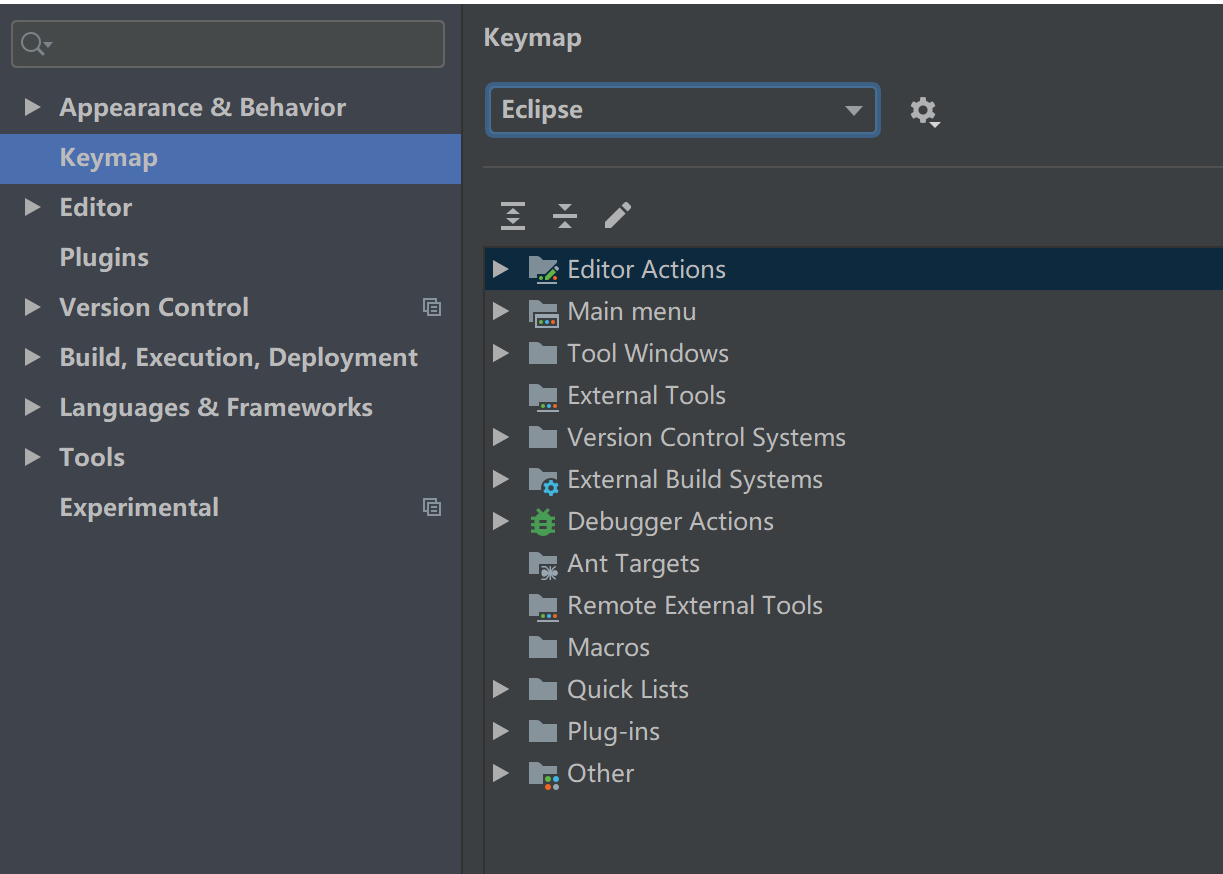 Appearance & Behavior
Keymap
Editor
Plugins
Version Control
Build, Execution, Deployment
Languages & Frameworks
Tools
Experimental
Keymap
Eclipse
Editor Actions
Main menu
Tool Windows
External Tools
Version Control Systems
External Build Systems
Debugger Actions
Ant Targets
Remote External Tools
Macros
Quick Lists
Plug-ins
Other